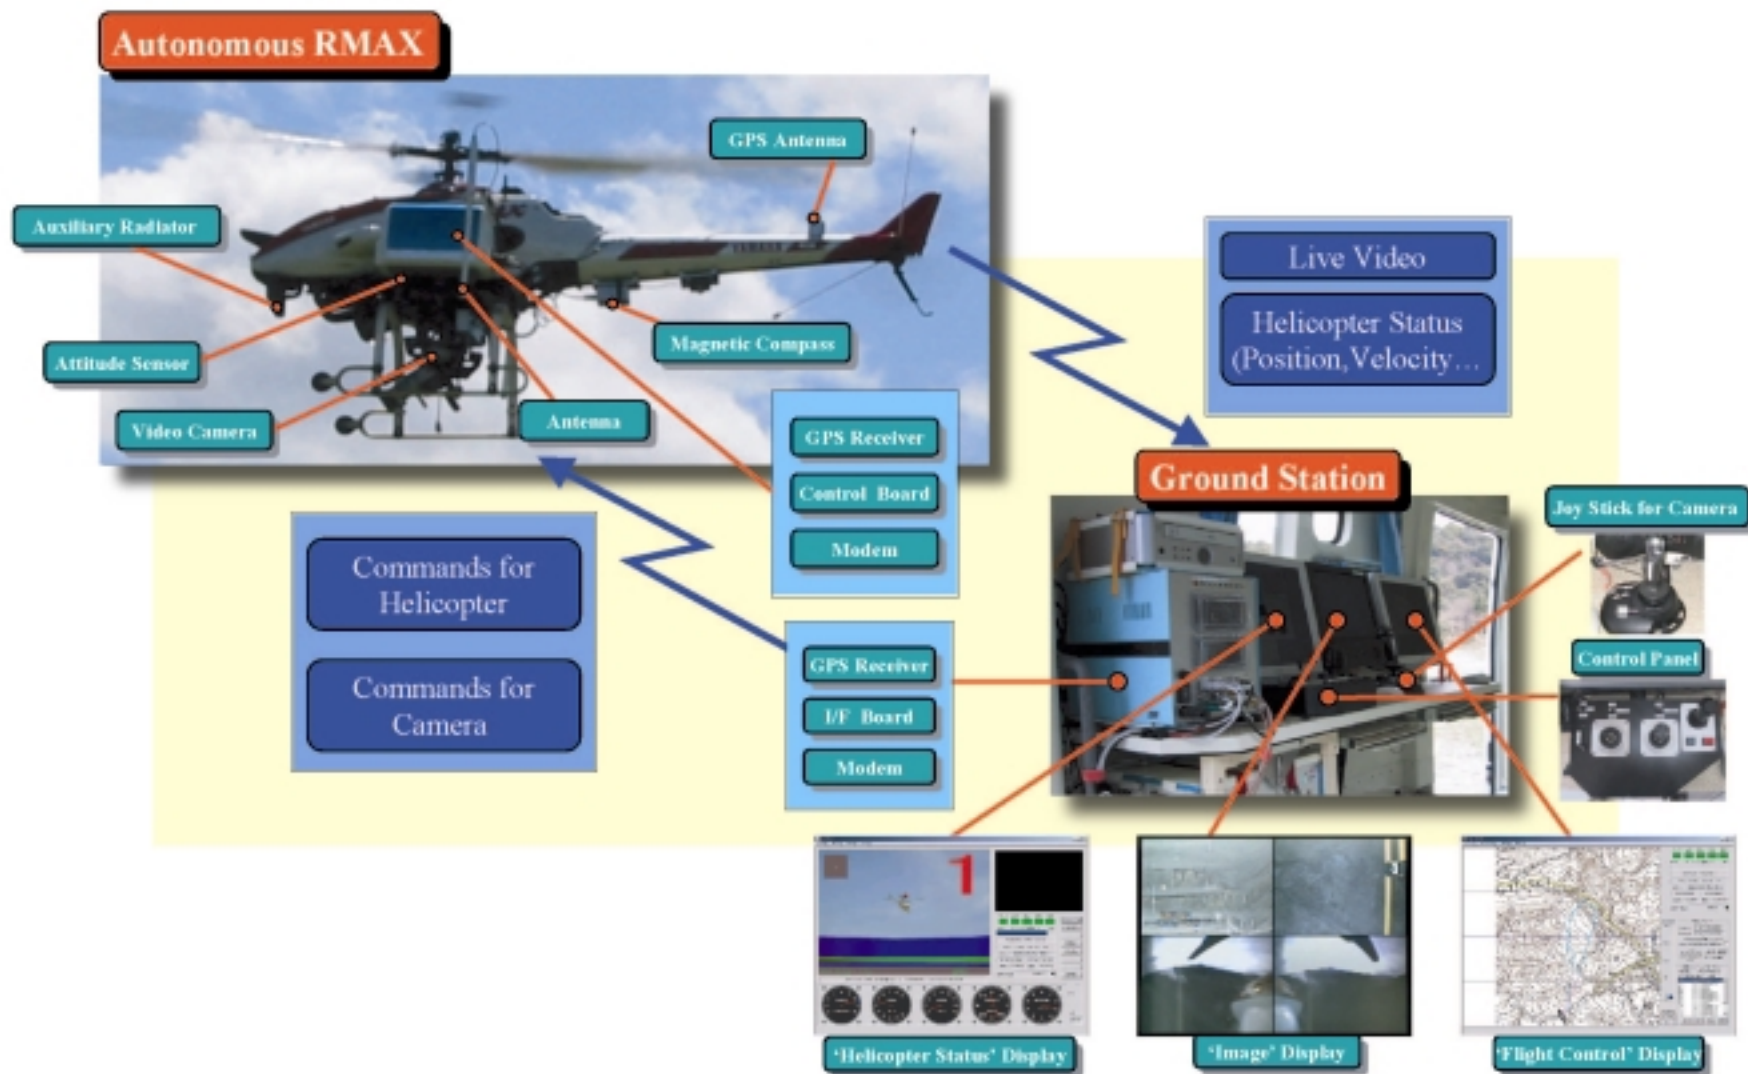 Autonomous RMAX
GPS Antenna
Auxiliary Radiator
Live Video
Helicopter Status
(Position,Velocity…
Magnetic Compass
Attitude Sensor
Video Camera
Antenna
GPS Receiver
Control Board
Modem
Ground Station
Joy Stick for Camera
Commands for
Helicopter
Commands for
Camera
GPS Receiver
I/F Board
Modem
Control Panel
1
'Helicopter Status' Display
'Image' Display
'Flight Control' Display